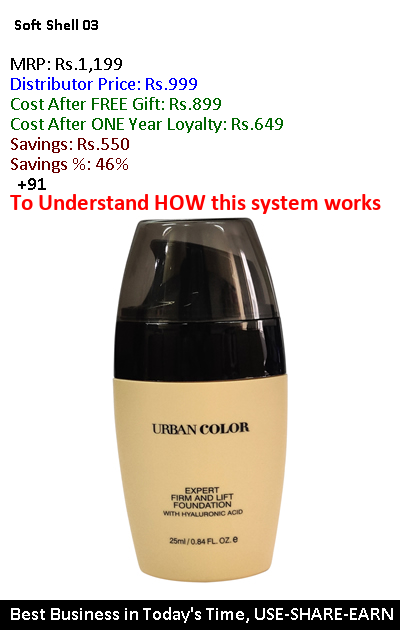 Soft Shell 03
MRP: Rs.1,199
Distributor Price: Rs.999
Cost After FREE Gift: Rs.899
Cost After ONE Year Loyalty: Rs.649
Savings: Rs.550
Savings %: 46%
+91
To Understand HOW this system works
URBAN COLOR
EXPERT
FIRM AND LIFT
FOUNDATION
WITH HYALURONIC ACID
25ml / 0.84 FL. OZ. e
Best Business in Today's Time, USE-SHARE-EARN